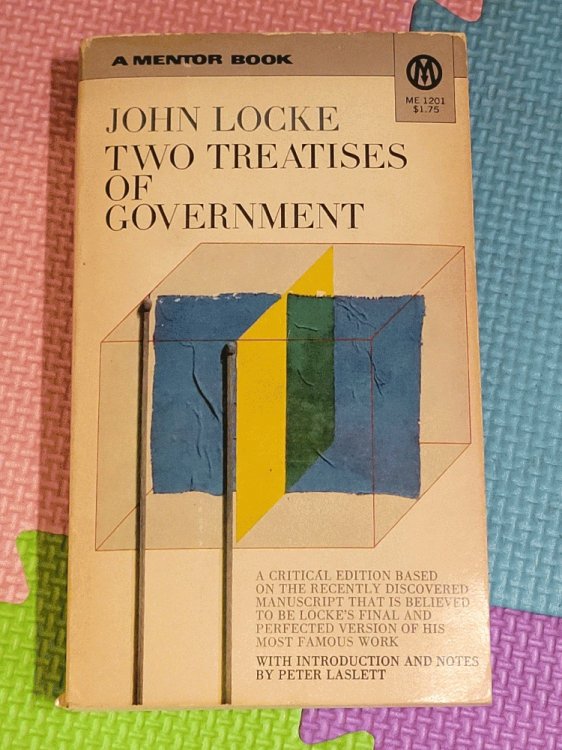 A MENTOR BOOK
M
ME 1201
$1.75
JOHN LOCKE
TWO TREATISES
OF
GOVERNMENT
A CRITICAL EDITION BASED
ON THE RECENTLY DISCOVERED
MANUSCRIPT THAT IS BELIEVED
TO BE LOCKE'S FINAL AND
PERFECTED VERSION OF HIS
MOST FAMOUS WORK
WITH INTRODUCTION AND NOTES
BY PETER LASLETT